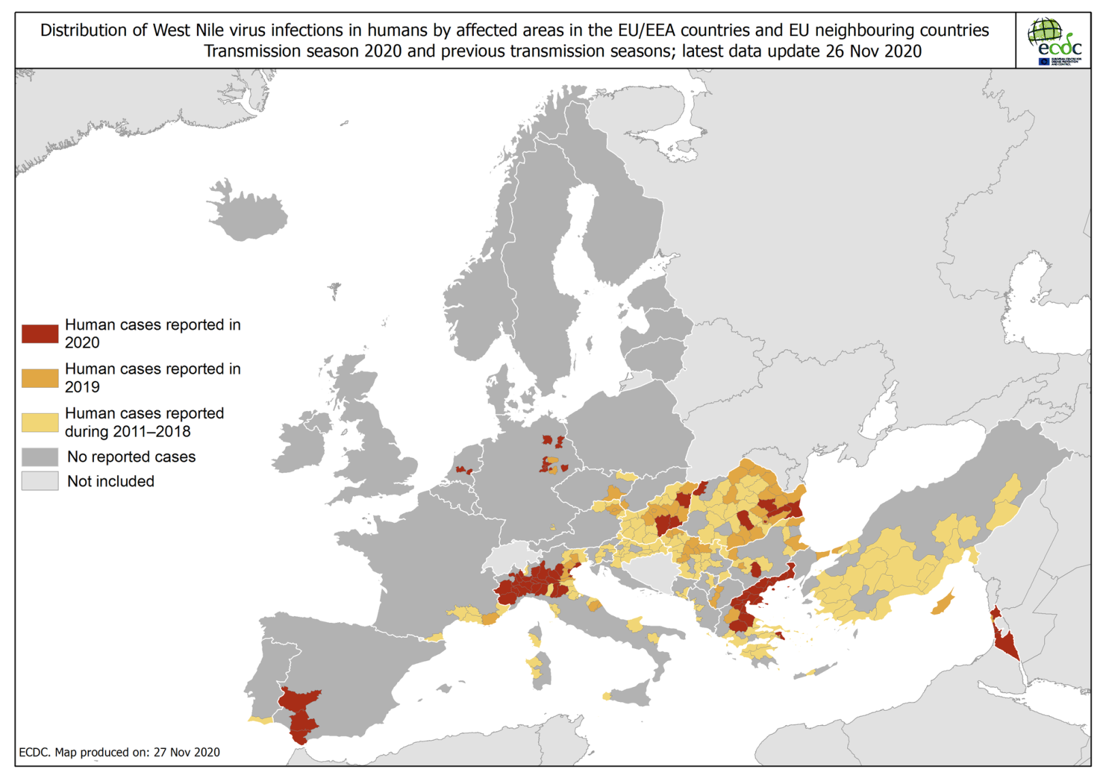 Distribution of West Nile virus infections in humans by affected areas in the EU/EEA countries and EU neighbouring countries
Transmission season 2020 and previous transmission seasons; latest data update 26 Nov 2020
ecdc
Human cases reported in
2020
Human cases reported in
2019
Human cases reported
during 2011–2018
No reported cases
Not included
ECDC. Map produced on: 27 Nov 2020